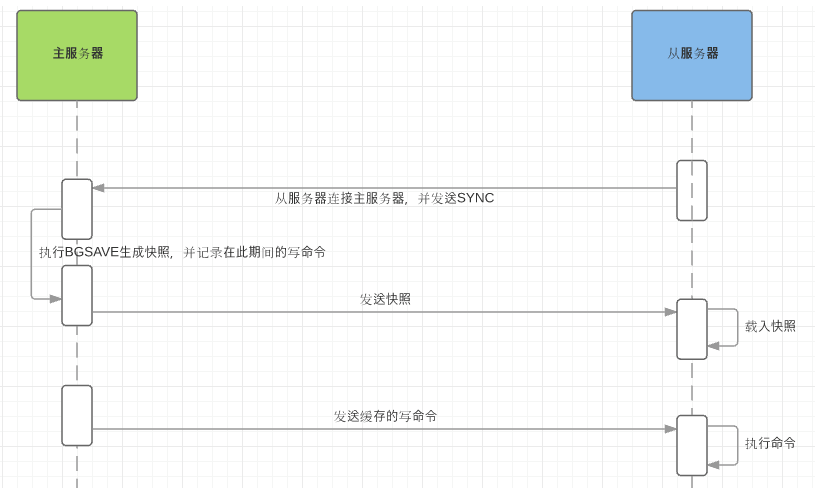 主服务器
从服务器
从服务器连接主服务器，并发送SYNC
执行BGSAVE生成快照，并记录在此期间的写命令
发送快照
载入快照
发送缓存的写命令
执行命令